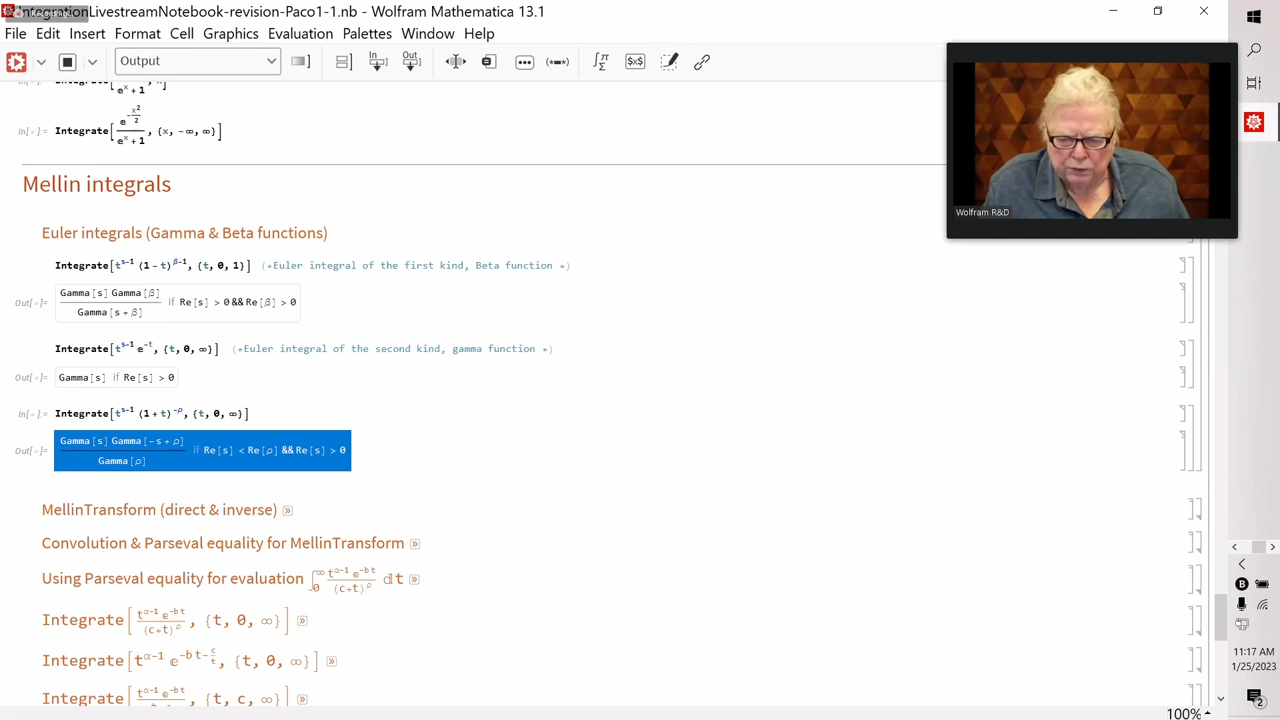 IntegrationLivestreamNotebook-revision-Paco1-1.nb - Wolfram Mathematica 13.1
File Edit Insert Format Cell Graphics Evaluation Palettes Window Help
Output
In Out
$x$
In[◦]:= Integrate[ⅇ^(-x²/2)/(ⅇ^x + 1), {x, -∞, ∞}]
Mellin integrals
Euler integrals (Gamma & Beta functions)
Integrate[t^(s-1) (1 - t)^(β-1), {t, 0, 1}] (*Euler integral of the first kind, Beta function *)
Out[◦]= Gamma[s] Gamma[β] / Gamma[s + β] if Re[s] > 0 && Re[β] > 0
Integrate[t^(s-1) ⅇ^(-t), {t, 0, ∞}] (*Euler integral of the second kind, gamma function *)
Out[◦]= Gamma[s] if Re[s] > 0
In[◦]:= Integrate[t^(s-1) (1 + t)^(-ρ), {t, 0, ∞}]
Out[◦]= Gamma[s] Gamma[-s + ρ] / Gamma[ρ] if Re[s] < Re[ρ] && Re[s] > 0
MellinTransform (direct & inverse)
Convolution & Parseval equality for MellinTransform
Using Parseval equality for evaluation ∫₀^∞ t^(α-1) ⅇ^(-b t)/(c+t)^ρ ⅆt
Integrate[t^(α-1) ⅇ^(-b t)/(c+t)^ρ, {t, 0, ∞}]
Integrate[t^(α-1) ⅇ^(-b t - c/t), {t, 0, ∞}]
Integrate[t^(α-1) ⅇ^(-b t), {t, c, ∞}]
100%
Wolfram R&D
11:17 AM
1/25/2023
2